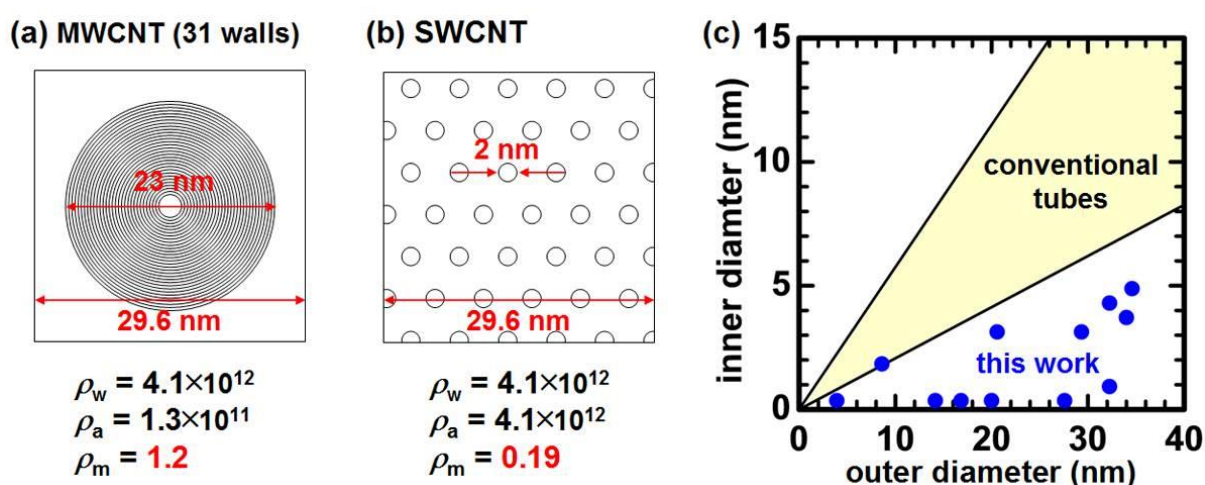 (a) MWCNT (31 walls)
23 nm
29.6 nm
ρw = 4.1×10¹²
ρa = 1.3×10¹¹
ρm = 1.2
(b) SWCNT
2 nm
29.6 nm
ρw = 4.1×10¹²
ρa = 4.1×10¹²
ρm = 0.19
(c)
15
10
5
0
inner diamter (nm)
conventional
tubes
this work
0 10 20 30 40
outer diameter (nm)